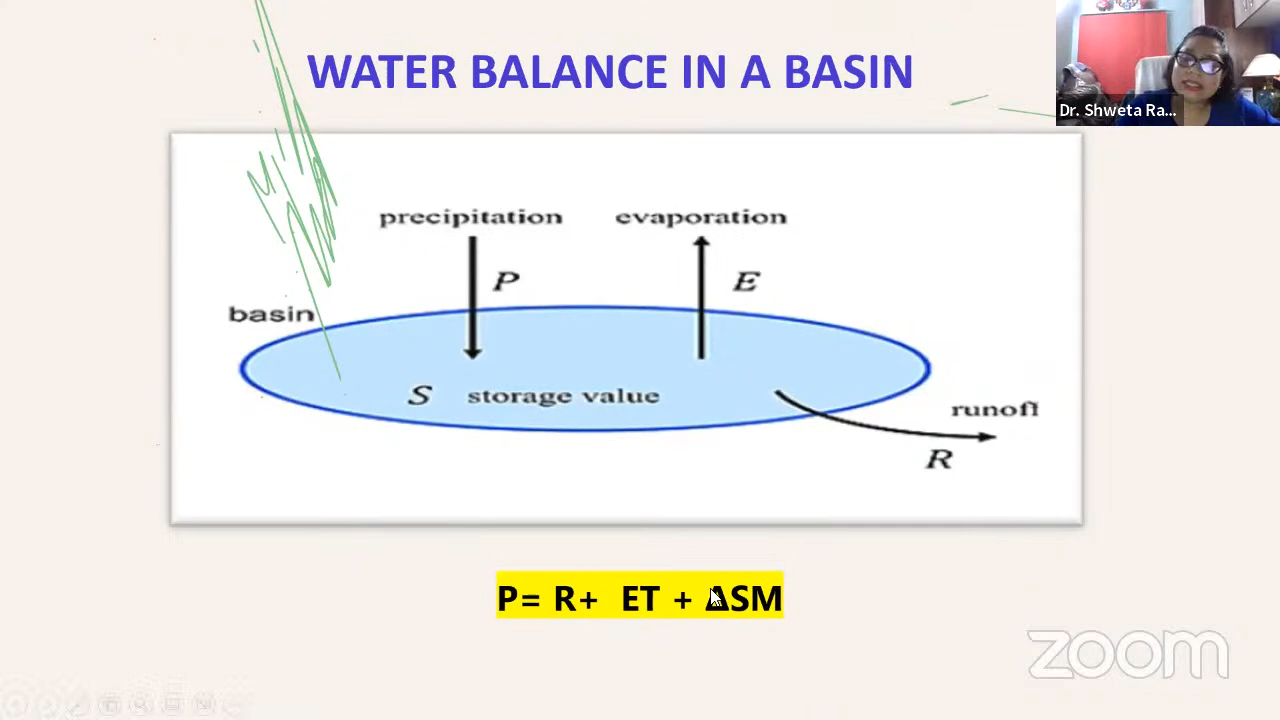 WATER BALANCE IN A BASIN
Dr. Shweta Ra...
precipitation evaporation
P E
basin
S storage value
runoff
R
P= R+ ET + ΔSM
zoom